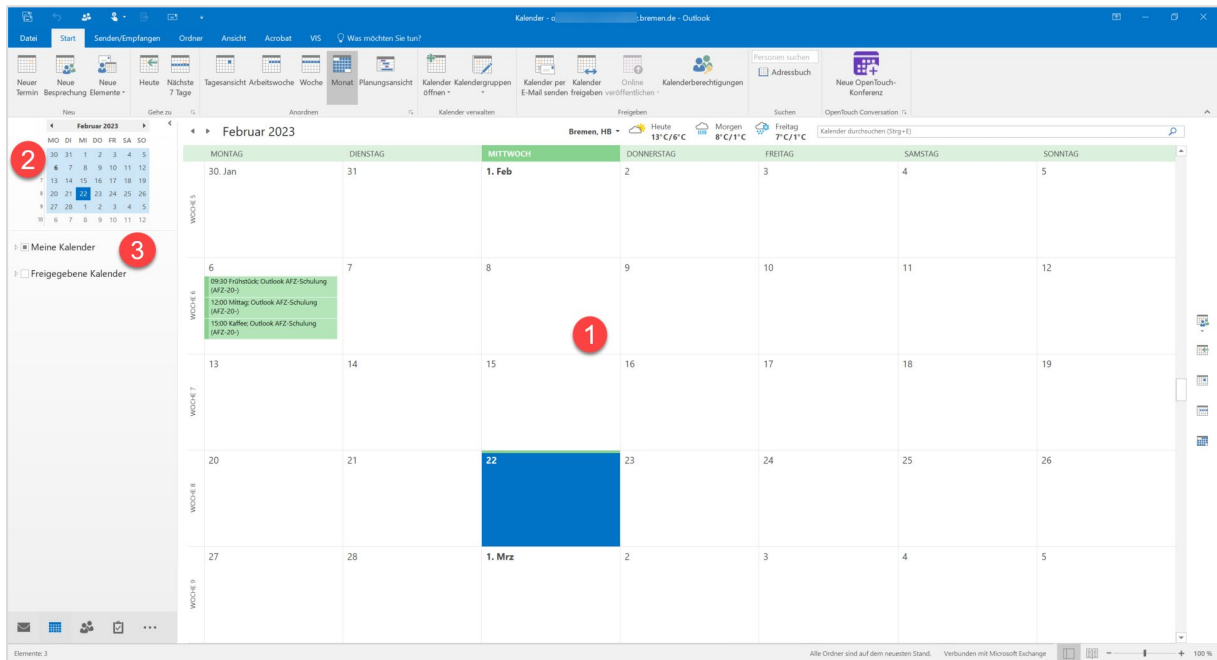 Kalender - o bremen.de - Outlook
Datei Start Senden/Empfangen Ordner Ansicht Acrobat VIS Was möchten Sie tun?
Neuer Termin
Neue Besprechung
Neue Elemente
Heute
Nächste 7 Tage
Tagesansicht
Arbeitswoche
Woche
Monat
Planungsansicht
Kalender öffnen
Kalendergruppen
Kalender per E-Mail senden
Kalender freigeben
Online veröffentlichen
Kalenderberechtigungen
Personen suchen
Adressbuch
Neue OpenTouch-Konferenz
Neu Gehe zu Anordnen Kalender verwalten Freigeben Suchen OpenTouch Conversation
Februar 2023
MO DI MI DO FR SA SO
30 31 1 2 3 4 5
6 7 8 9 10 11 12
7 13 14 15 16 17 18 19
8 20 21 22 23 24 25 26
9 27 28 1 2 3 4 5
10 6 7 8 9 10 11 12
2
Meine Kalender
3
Freigegebene Kalender
Februar 2023
Bremen, HB
Heute
13°C/6°C
Morgen
8°C/1°C
Freitag
7°C/1°C
Kalender durchsuchen (Strg+E)
MONTAG DIENSTAG MITTWOCH DONNERSTAG FREITAG SAMSTAG SONNTAG
WOCHE 5
30. Jan 31 1. Feb 2 3 4 5
WOCHE 6
6 7 8 9 10 11 12
09:30 Frühstück; Outlook AFZ-Schulung
(AFZ-20-)
12:00 Mittag; Outlook AFZ-Schulung
(AFZ-20-)
15:00 Kaffee; Outlook AFZ-Schulung
(AFZ-20-)
1
WOCHE 7
13 14 15 16 17 18 19
WOCHE 8
20 21 22 23 24 25 26
WOCHE 9
27 28 1. Mrz 2 3 4 5
Elemente: 3
Alle Ordner sind auf dem neuesten Stand. Verbunden mit Microsoft Exchange
100 %